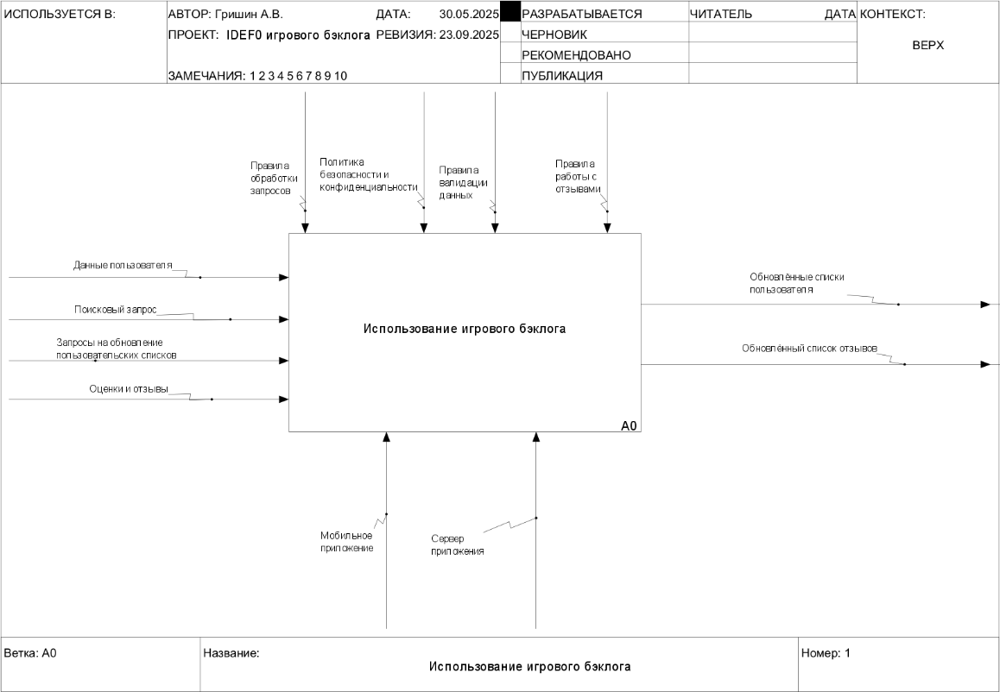 ИСПОЛЬЗУЕТСЯ В:
АВТОР: Гришин А.В.
ДАТА: 30.05.2025
РАЗРАБАТЫВАЕТСЯ
ЧИТАТЕЛЬ
ДАТА
КОНТЕКСТ:
ПРОЕКТ: IDEF0 игрового бэклога
РЕВИЗИЯ: 23.09.2025
ЧЕРНОВИК
ВЕРХ
РЕКОМЕНДОВАНО
ЗАМЕЧАНИЯ: 1 2 3 4 5 6 7 8 9 10
ПУБЛИКАЦИЯ
Правила
обработки
запросов
Политика
безопасности и
конфиденциальности
Правила
валидации
данных
Правила
работы с
отзывами
Данные пользователя
Поисковый запрос
Запросы на обновление
пользовательских списков
Оценки и отзывы
Использование игрового бэклога
A0
Обновлённые списки
пользователя
Обновлённый список отзывов
Мобильное
приложение
Сервер
приложения
Ветка: A0
Название:
Использование игрового бэклога
Номер: 1